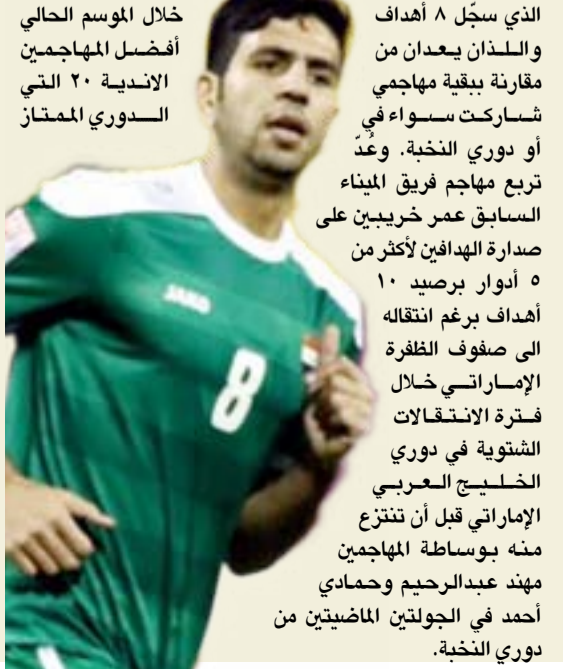 الذي سجّل ٨ أهداف خلال الموسم الحالي
واللذان يعدان من أفضل المهاجمين
مقارنة ببقية مهاجمي الاندية ٢٠ التي
شاركت سواء في الدوري الممتاز
أو دوري النخبة. وعُدّ
تربع مهاجم فريق الميناء
السابق عمر خريبين على
صدارة الهدافين لأكثر من
٥ أدوار برصيد ١٠
أهداف برغم انتقاله
الى صفوف الظفرة
الإماراتي خلال
فترة الانتقالات
الشتوية في دوري
الخليج العربي
الإماراتي قبل أن تنتزع
منه بوساطة المهاجمين
مهند عبدالرحيم وحمادي
أحمد في الجولتين الماضيتين من
دوري النخبة.
JAKO
8